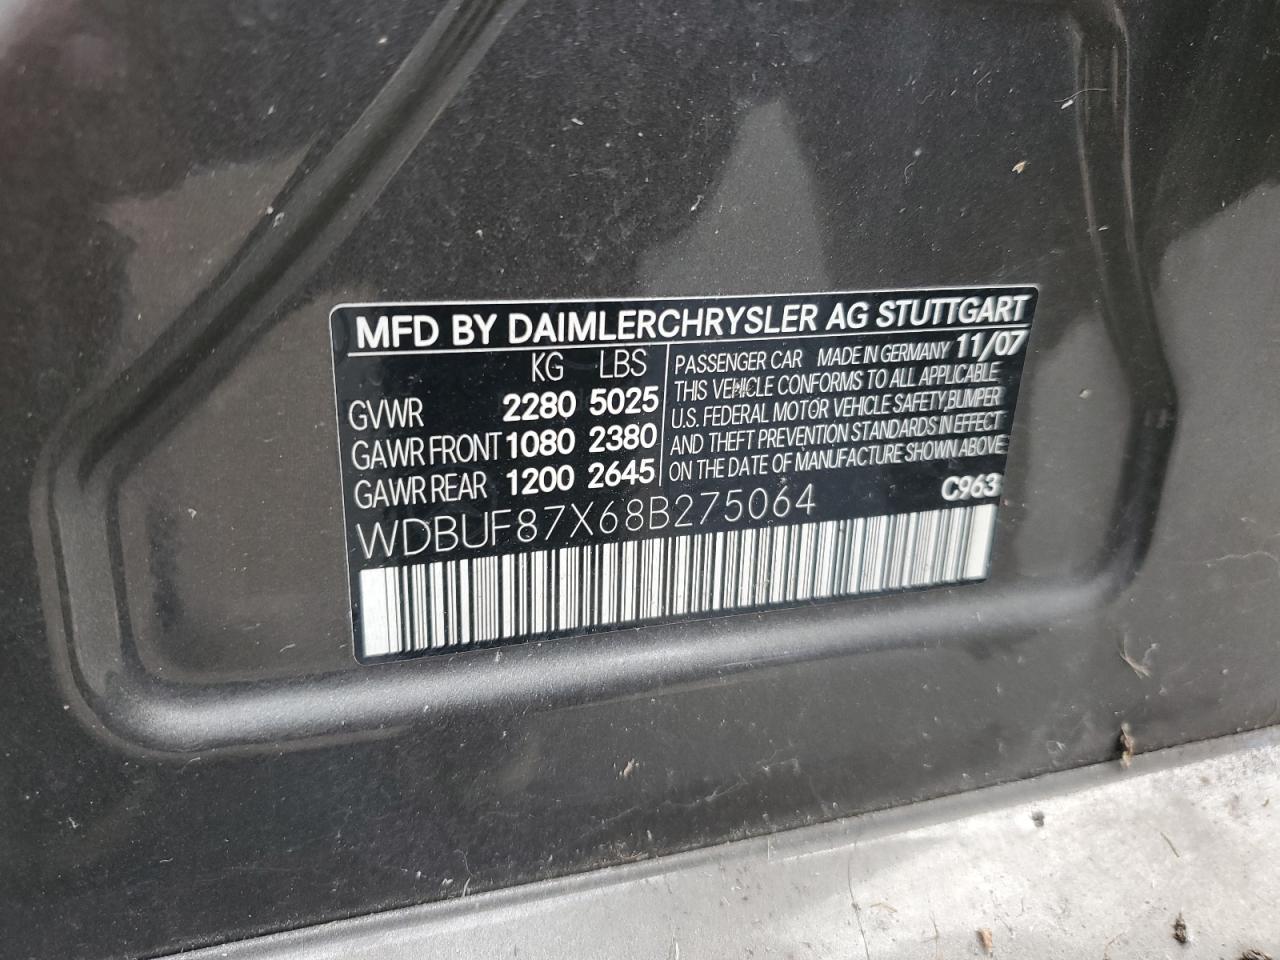 MFD BY DAIMLERCHRYSLER AG STUTTGART
KG LBS
GVWR 2280 5025
GAWR FRONT 1080 2380
GAWR REAR 1200 2645
PASSENGER CAR MADE IN GERMANY 11/07
THIS VEHICLE CONFORMS TO ALL APPLICABLE
U.S. FEDERAL MOTOR VEHICLE SAFETY,BUMPER
AND THEFT PREVENTION STANDARDS IN EFFECT
ON THE DATE OF MANUFACTURE SHOWN ABOVE
C963
WDBUF87X68B275064